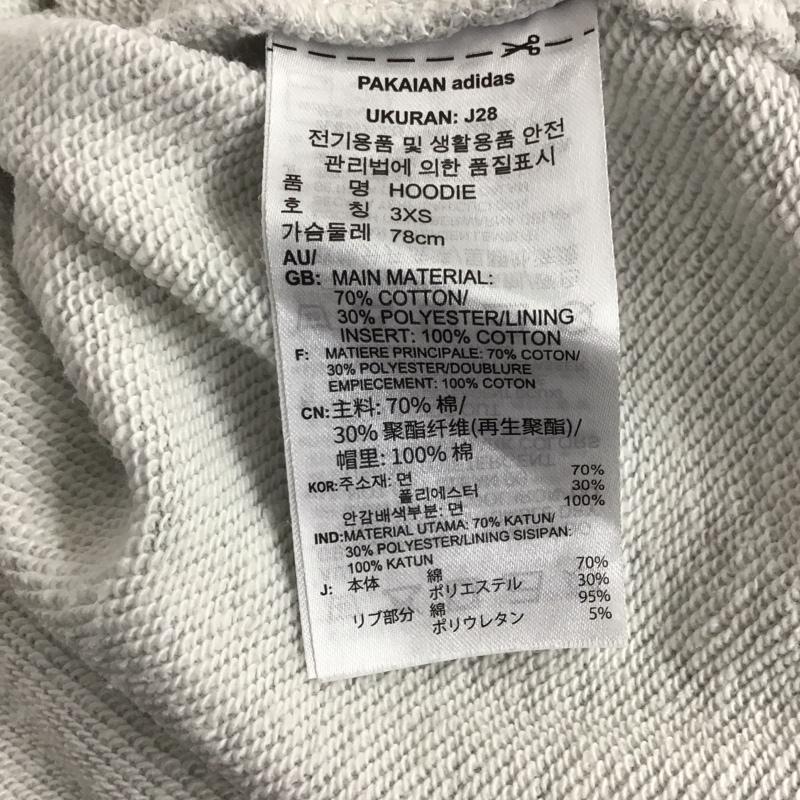 PAKAIAN adidas
UKURAN: J28
전기용품 및 생활용품 안전
관리법에 의한 품질표시
품 명 HOODIE
호 칭 3XS
가슴둘레 78cm
AU/
GB: MAIN MATERIAL:
70% COTTON/
30% POLYESTER/LINING
INSERT: 100% COTTON
F: MATIERE PRINCIPALE: 70% COTON/
30% POLYESTER/DOUBLURE
EMPIECEMENT: 100% COTON
CN: 主料: 70% 棉/
30% 聚酯纤维(再生聚酯)/
帽里: 100% 棉
KOR: 주소재: 면 70%
폴리에스터 30%
안감배색부분: 면 100%
IND: MATERIAL UTAMA: 70% KATUN/
30% POLYESTER/LINING SISIPAN:
100% KATUN
J: 本体 綿 70%
ポリエステル 30%
リブ部分 綿 95%
ポリウレタン 5%